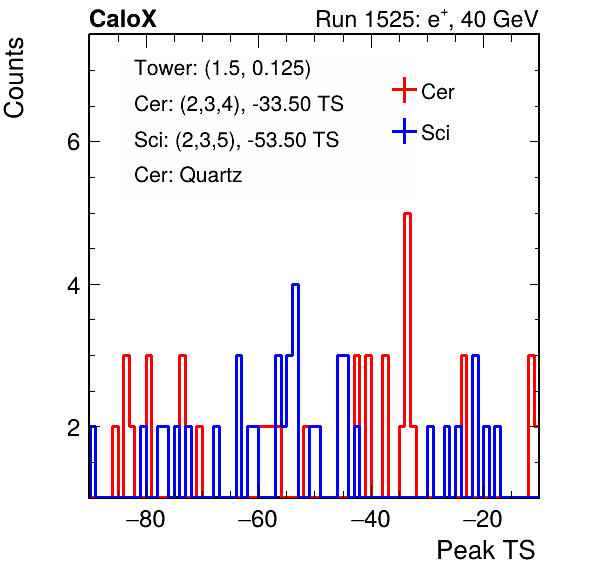 CaloX Run 1525: e⁺, 40 GeV
Counts
Tower: (1.5, 0.125)
Cer: (2,3,4), -33.50 TS
Sci: (2,3,5), -53.50 TS
Cer: Quartz
Cer
Sci
6
4
2
−80 −60 −40 −20
Peak TS